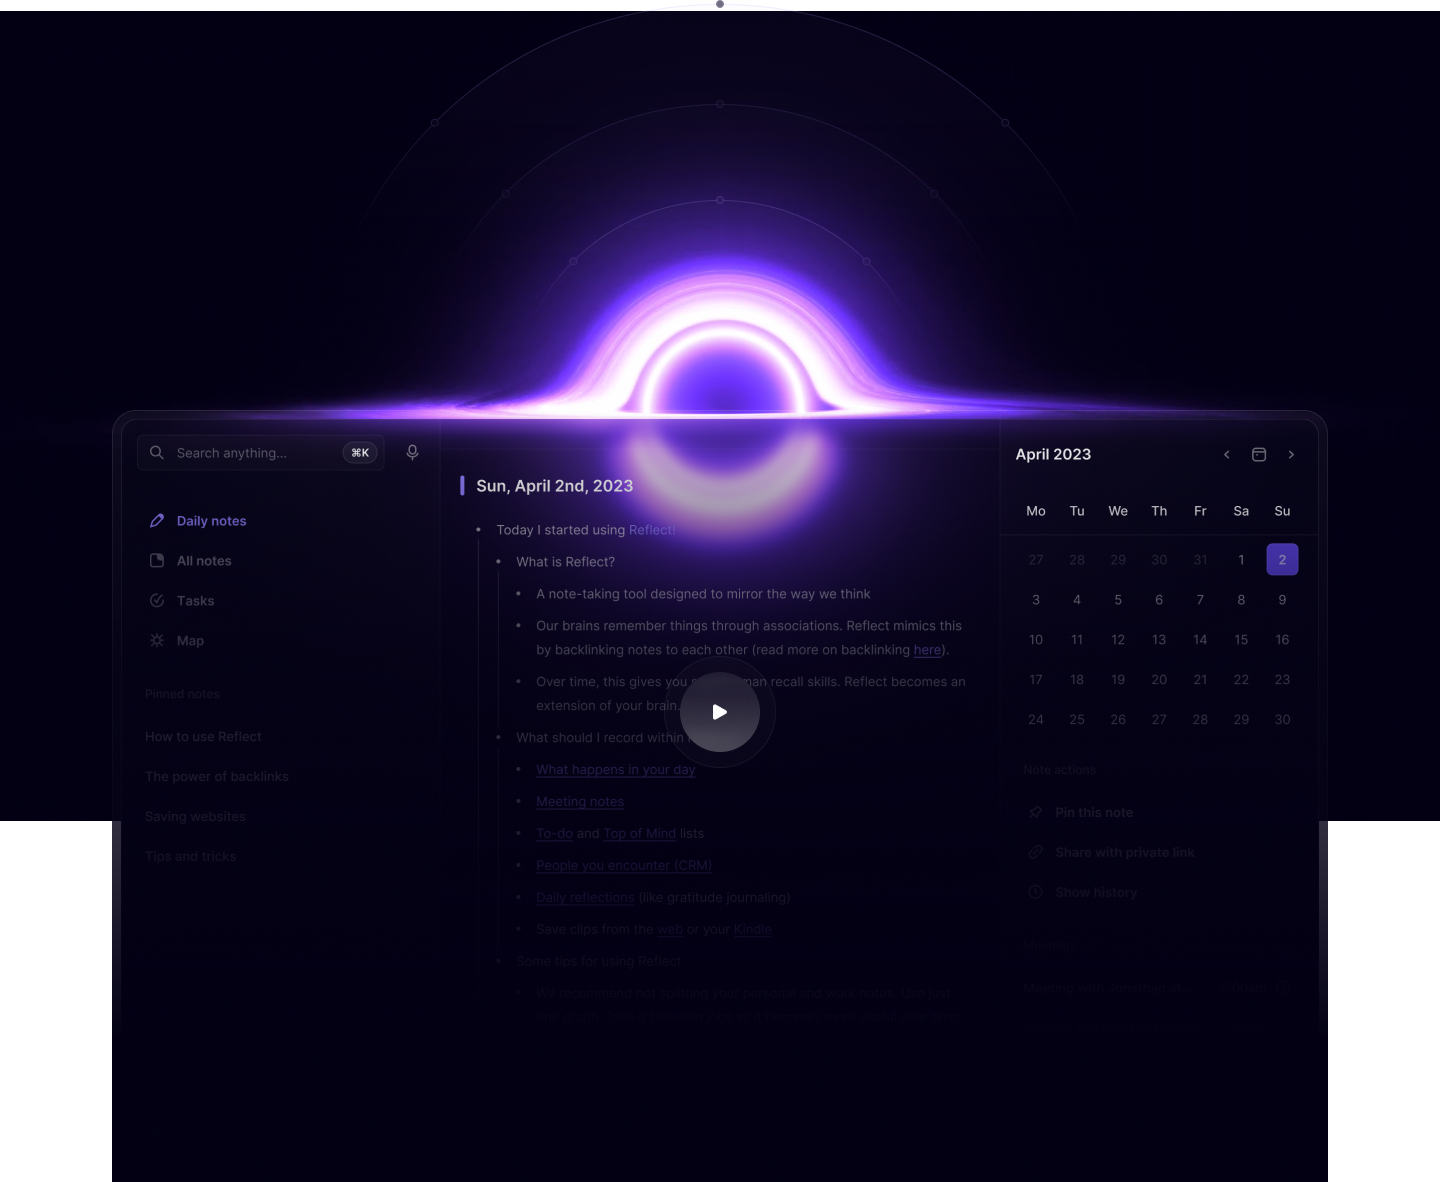 Search anything...
⌘K
Daily notes
All notes
Tasks
Map
Pinned notes
How to use Reflect
The power of backlinks
Saving websites
Tips and tricks
Sun, April 2nd, 2023
Today I started using Reflect!
What is Reflect?
A note-taking tool designed to mirror the way we think
Our brains remember things through associations. Reflect mimics this
by backlinking notes to each other (read more on backlinking here).
Over time, this gives you recall skills. Reflect becomes an
extension of your brain.
What should I record within
What happens in your day
Meeting notes
To-do and Top of Mind lists
People you encounter (CRM)
Daily reflections (like gratitude journaling)
Save clips from the web or your Kindle
Some tips for using Reflect
We recommend not splitting your personal and work notes. Use just
April 2023
Mo Tu We Th Fr Sa Su
27 28 29 30 31 1 2
3 4 5 6 7 8 9
10 11 12 13 14 15 16
17 18 19 20 21 22 23
24 25 26 27 28 29 30
Note actions
Pin this note
Share with private link
Show history
Meeting with Jonathan